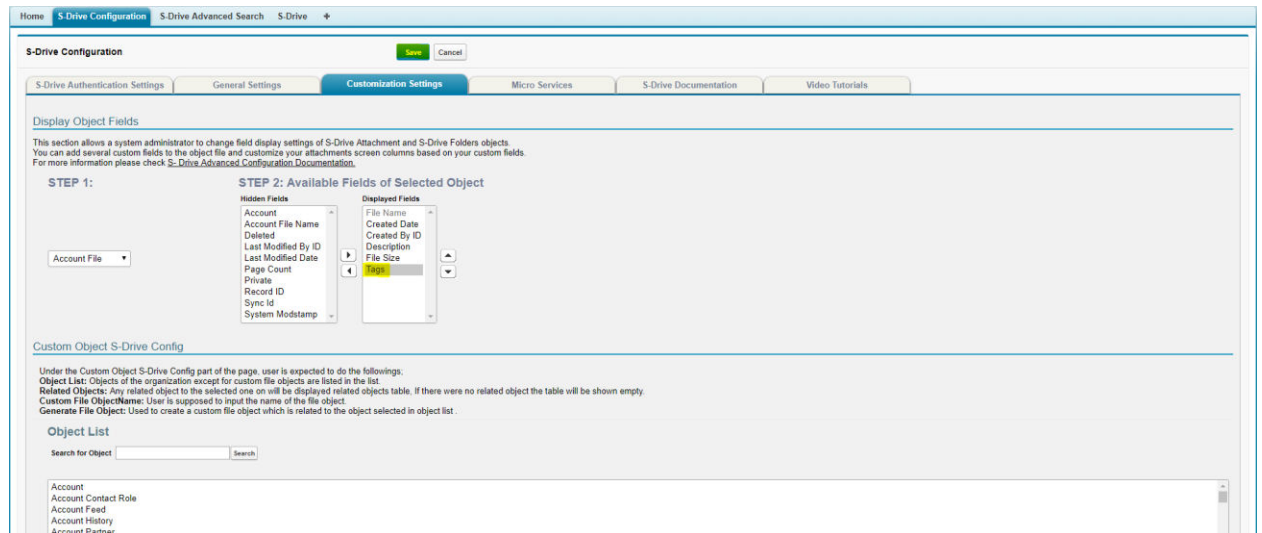 Home S-Drive Configuration S-Drive Advanced Search S-Drive +
S-Drive Configuration Save Cancel
S-Drive Authentication Settings General Settings Customization Settings Micro Services S-Drive Documentation Video Tutorials
Display Object Fields
This section allows a system administrator to change field display settings of S-Drive Attachment and S-Drive Folders objects.
You can add several custom fields to the object file and customize your attachments screen columns based on your custom fields.
For more information please check S- Drive Advanced Configuration Documentation.
STEP 1: STEP 2: Available Fields of Selected Object
Hidden Fields Displayed Fields
Account File Name
Account File Name Created Date
Deleted Created By ID
Last Modified By ID Description
Last Modified Date File Size
Account File
Page Count Tags
Private
Record ID
Sync Id
System Modstamp
Custom Object S-Drive Config
Under the Custom Object S-Drive Config part of the page, user is expected to do the followings;
Object List: Objects of the organization except for custom file objects are listed in the list.
Related Objects: Any related object to the selected one on will be displayed related objects table, If there were no related object the table will be shown empty.
Custom File ObjectName: User is supposed to input the name of the file object.
Generate File Object: Used to create a custom file object which is related to the object selected in object list .
Object List
Search for Object Search
Account
Account Contact Role
Account Feed
Account History
Account Partner